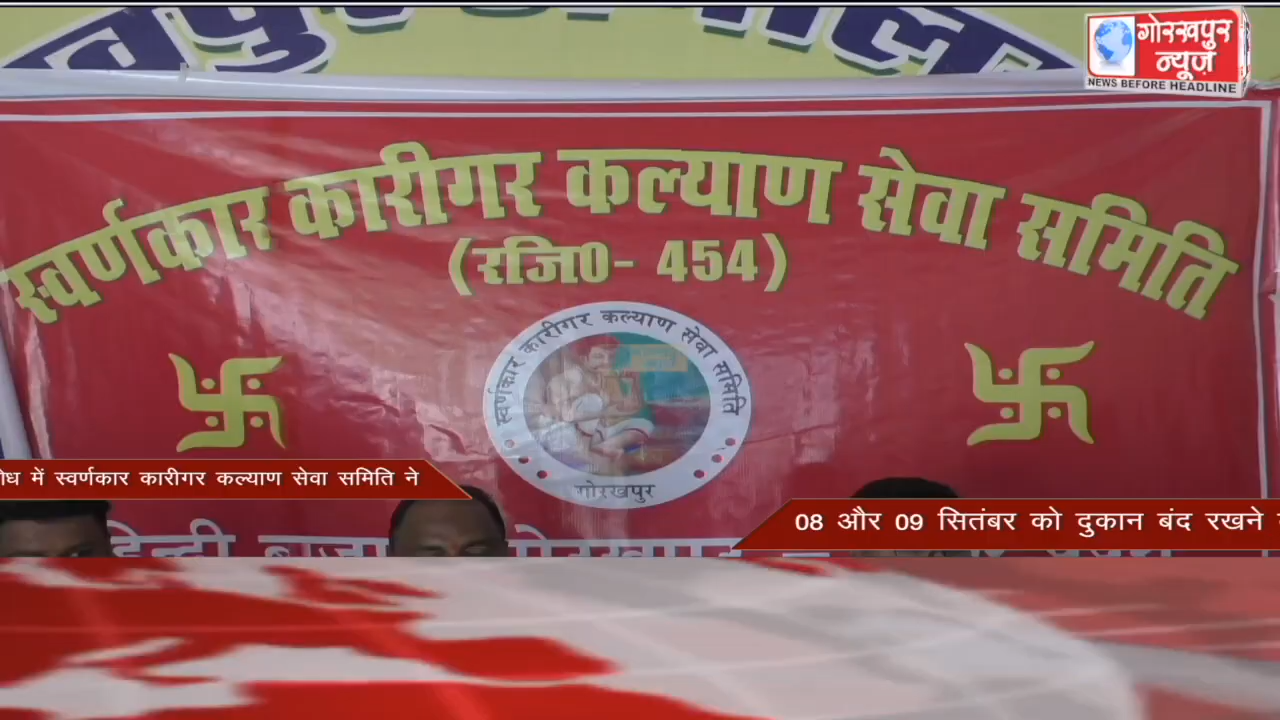 गोरखपुर
न्यूज़
NEWS BEFORE HEADLINE
स्वर्णकार कारीगर कल्याण सेवा समिति
(रजि0- 454)
स्वर्णकार कारीगर कल्याण सेवा समिति
गोरखपुर
में स्वर्णकार कारीगर कल्याण सेवा समिति ने
08 और 09 सितंबर को दुकान बंद रखने
हिन्दी